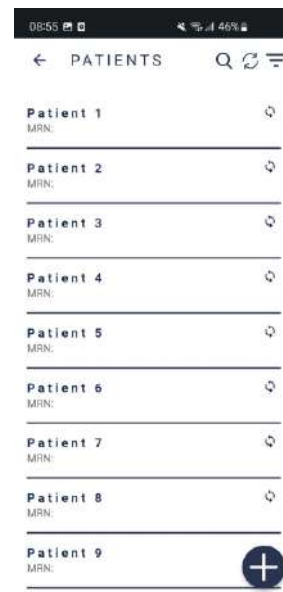 08:55 46%
PATIENTS
Patient 1
MRN:
Patient 2
MRN:
Patient 3
MRN:
Patient 4
MRN:
Patient 5
MRN:
Patient 6
MRN:
Patient 7
MRN:
Patient 8
MRN:
Patient 9
MRN: